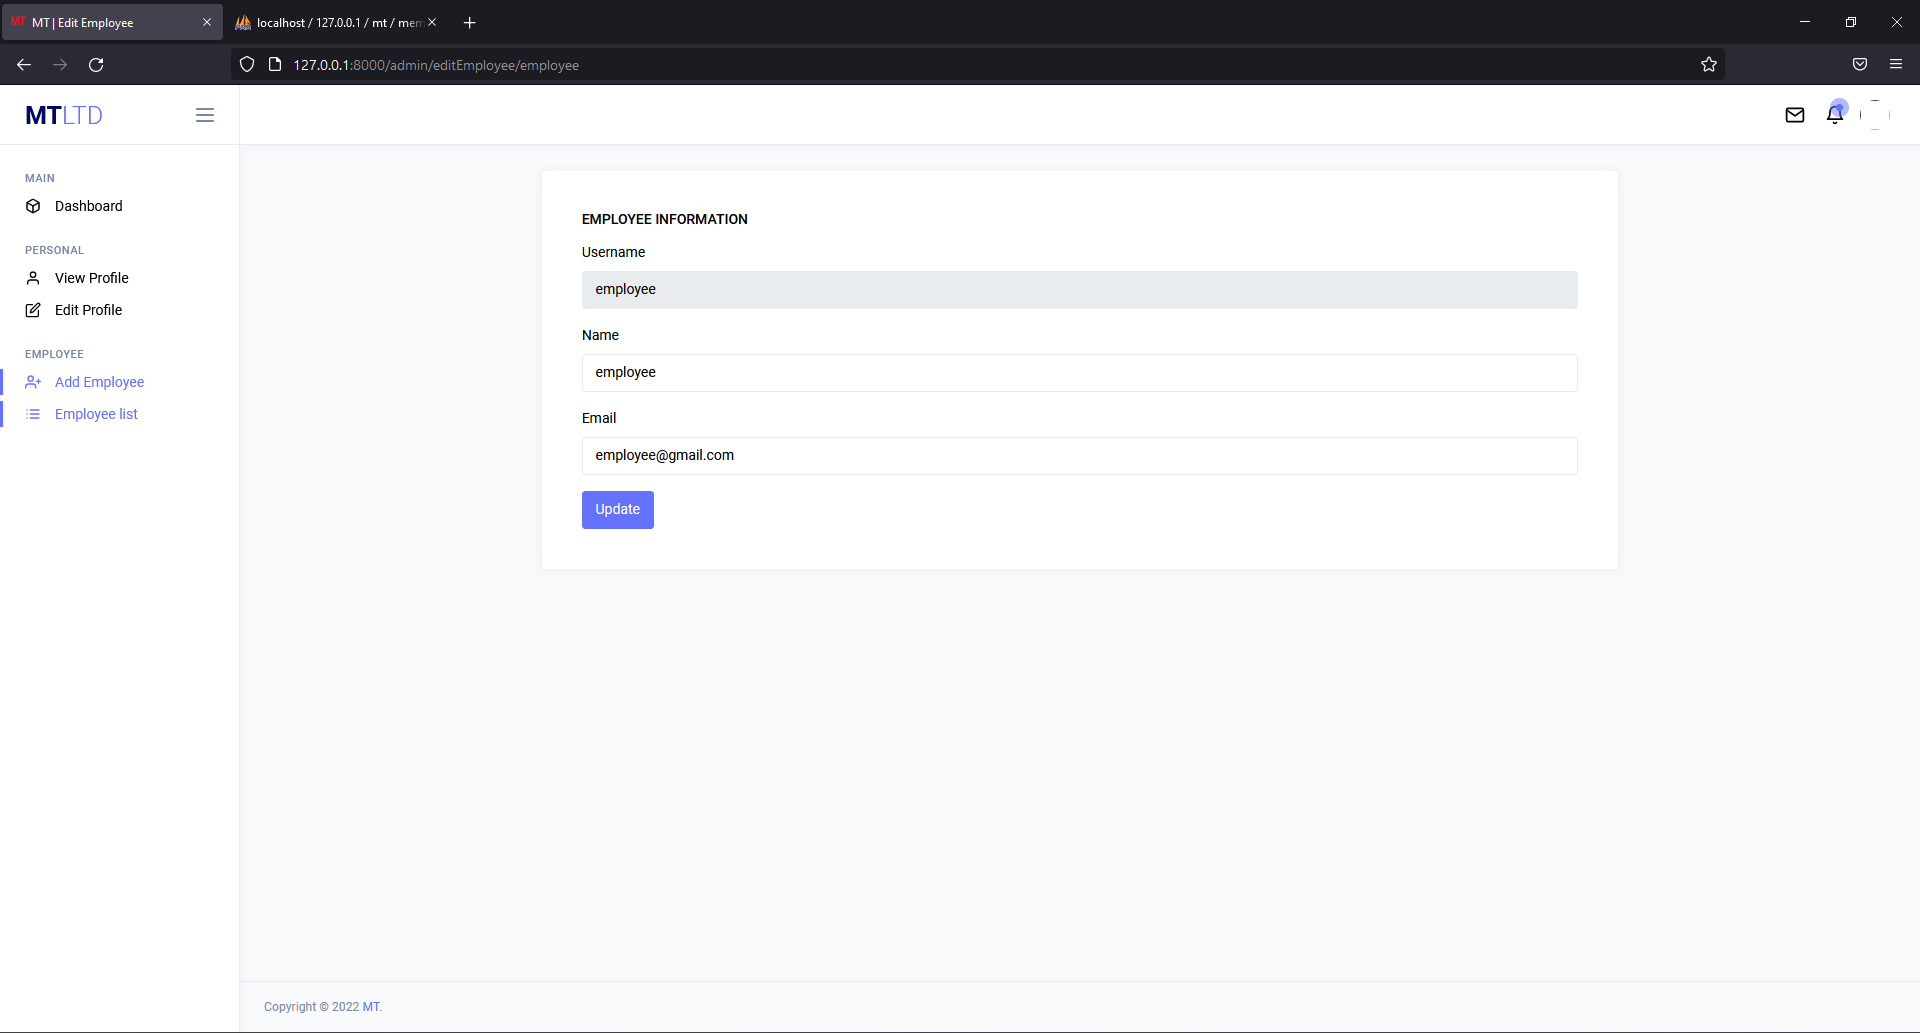 MT MT | Edit Employee
localhost / 127.0.0.1 / mt / mem
127.0.0.1:8000/admin/editEmployee/employee
MTLTD
MAIN
Dashboard
PERSONAL
View Profile
Edit Profile
EMPLOYEE
Add Employee
Employee list
EMPLOYEE INFORMATION
Username
employee
Name
employee
Email
employee@gmail.com
Update
Copyright © 2022 MT.